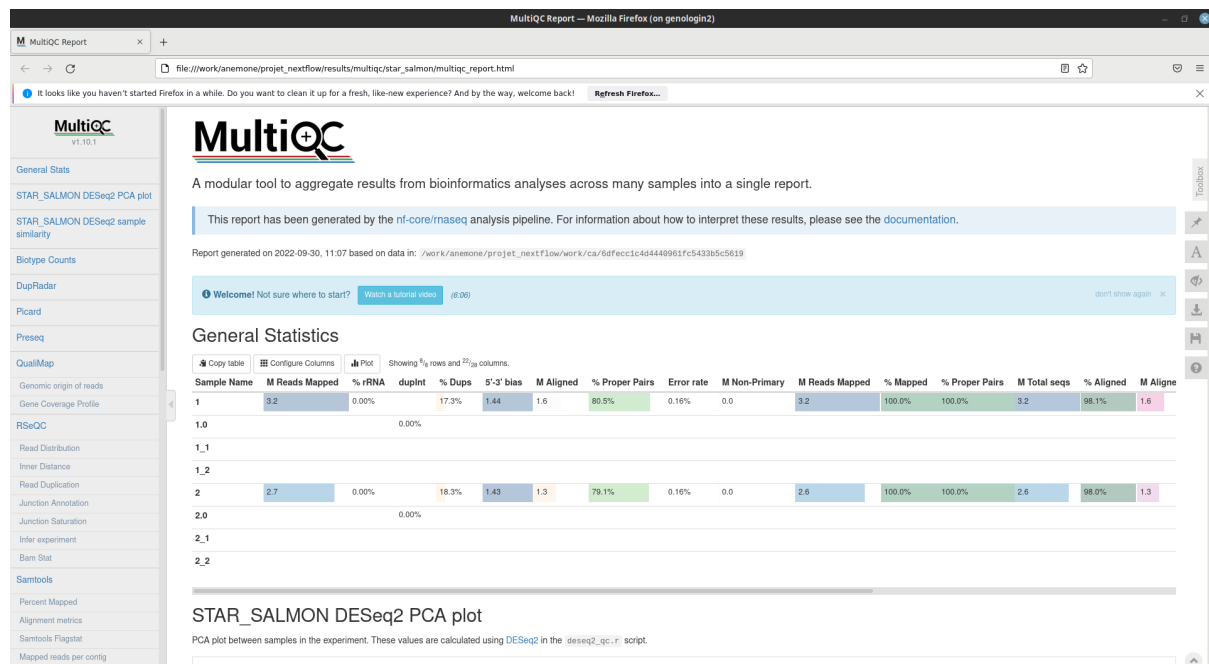 MultiQC Report — Mozilla Firefox (on genologin2)
MultiQC Report
file:///work/anemone/projet_nextflow/results/multiqc/star_salmon/multiqc_report.html
It looks like you haven't started Firefox in a while. Do you want to clean it up for a fresh, like-new experience? And by the way, welcome back! Refresh Firefox...
MultiQC
v1.10.1
General Stats
STAR_SALMON DESeq2 PCA plot
STAR_SALMON DESeq2 sample
similarity
Biotype Counts
DupRadar
Picard
Preseq
QualiMap
Genomic origin of reads
Gene Coverage Profile
RSeQC
Read Distribution
Inner Distance
Read Duplication
Junction Annotation
Junction Saturation
Infer experiment
Bam Stat
Samtools
Percent Mapped
Alignment metrics
Samtools Flagstat
Mapped reads per contig
MultiQC
A modular tool to aggregate results from bioinformatics analyses across many samples into a single report.
This report has been generated by the nf-core/rnaseq analysis pipeline. For information about how to interpret these results, please see the documentation.
Report generated on 2022-09-30, 11:07 based on data in: /work/anemone/projet_nextflow/work/ca/6dfecc1c4d4440961fc5433b5c5619
Welcome! Not sure where to start? Watch a tutorial video (6:06) don't show again ×
General Statistics
Copy table Configure Columns Plot Showing 8/8 rows and 22/28 columns.
Sample Name M Reads Mapped % rRNA dupInt % Dups 5'-3' bias M Aligned % Proper Pairs Error rate M Non-Primary M Reads Mapped % Mapped % Proper Pairs M Total seqs % Aligned M Aligne
1 3.2 0.00% 17.3% 1.44 1.6 80.5% 0.16% 0.0 3.2 100.0% 100.0% 3.2 98.1% 1.6
1.0 0.00%
1_1
1_2
2 2.7 0.00% 18.3% 1.43 1.3 79.1% 0.16% 0.0 2.6 100.0% 100.0% 2.6 98.0% 1.3
2.0 0.00%
2_1
2_2
STAR_SALMON DESeq2 PCA plot
PCA plot between samples in the experiment. These values are calculated using DESeq2 in the deseq2_qc.r script.
Toolbox
A